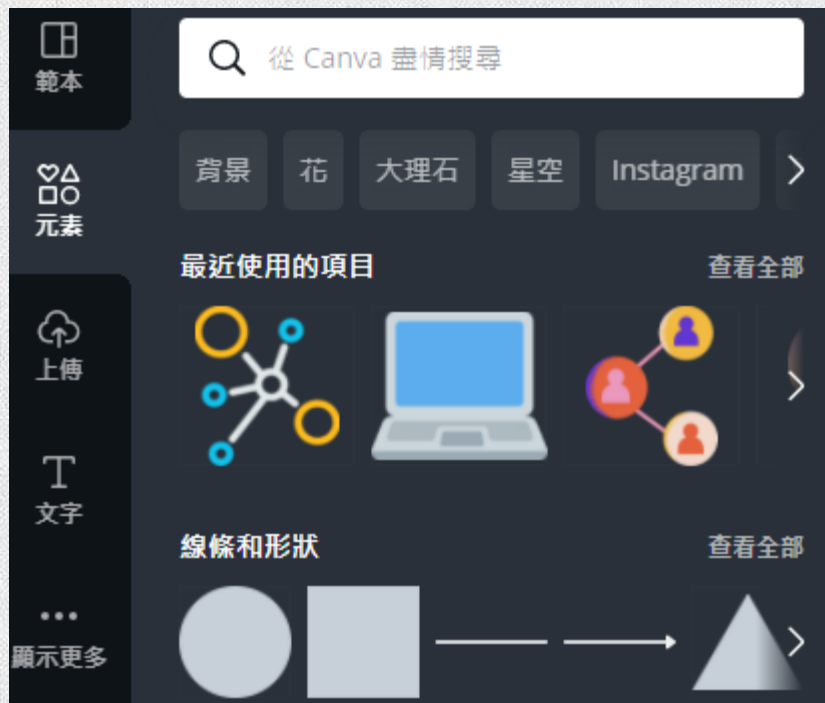 範本
元素
上傳
文字
顯示更多
從 Canva 盡情搜尋
背景 花 大理石 星空 Instagram
最近使用的項目 查看全部
線條和形狀 查看全部